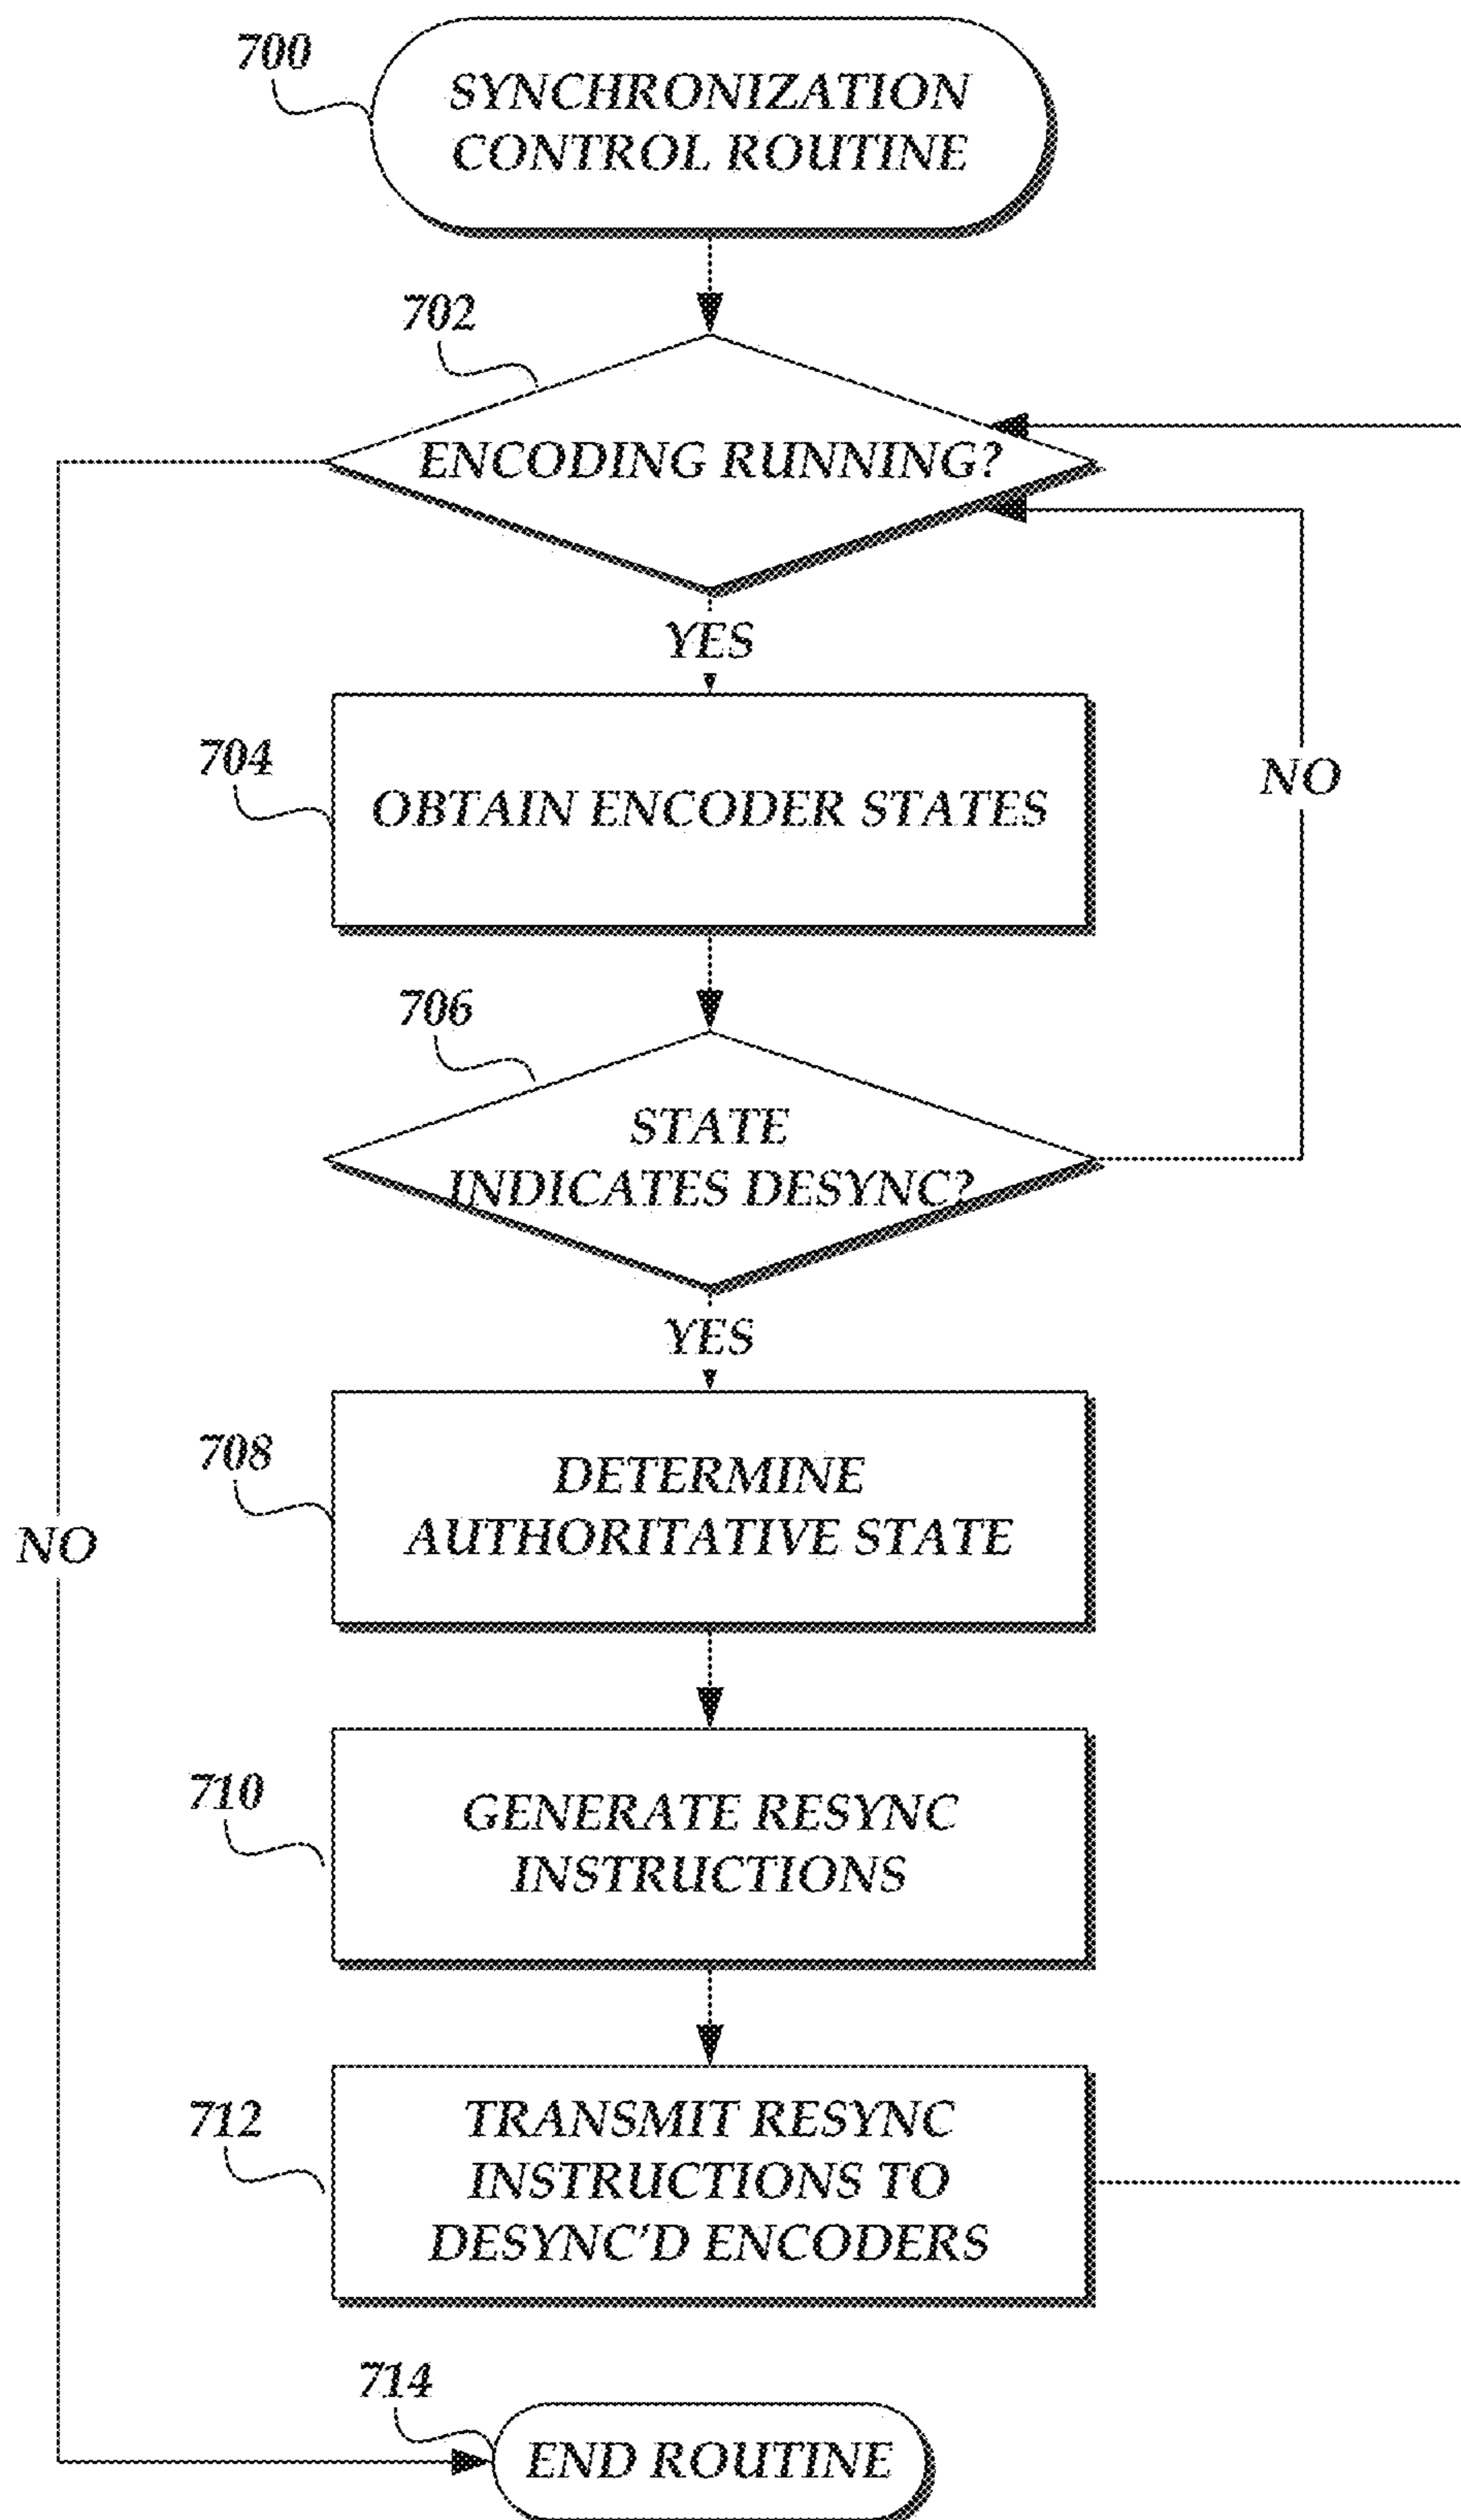 700
SYNCHRONIZATION
CONTROL ROUTINE
702
ENCODING RUNNING?
YES
704
OBTAIN ENCODER STATES
NO
706
STATE
INDICATES DESYNC?
YES
708
DETERMINE
AUTHORITATIVE STATE
NO
710
GENERATE RESYNC
INSTRUCTIONS
712
TRANSMIT RESYNC
INSTRUCTIONS TO
DESYNC'D ENCODERS
714
END ROUTINE